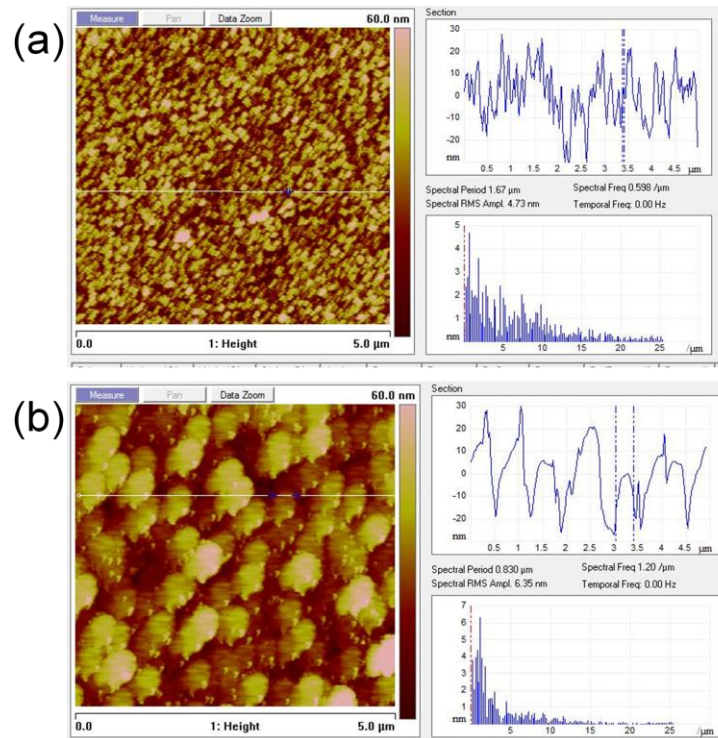 (a)
Measure Pan Data Zoom 60.0 nm
0.0 1: Height 5.0 µm
Section
30
20
10
0
-10
-20
nm
0.5 1 1.5 2 2.5 3 3.5 4 4.5 µm
Spectral Period 1.67 µm Spectral Freq 0.598 /µm
Spectral RMS Ampl. 4.73 nm Temporal Freq: 0.00 Hz
5
4
3
2
1
nm
5 10 15 20 25 /µm
(b)
Measure Pan Data Zoom 60.0 nm
0.0 1: Height 5.0 µm
Section
30
20
10
0
-10
-20
nm
0.5 1 1.5 2 2.5 3 3.5 4 4.5 µm
Spectral Period 0.830 µm Spectral Freq 1.20 /µm
Spectral RMS Ampl. 6.35 nm Temporal Freq: 0.00 Hz
7
6
5
4
3
2
1
nm
5 10 15 20 25 /µm